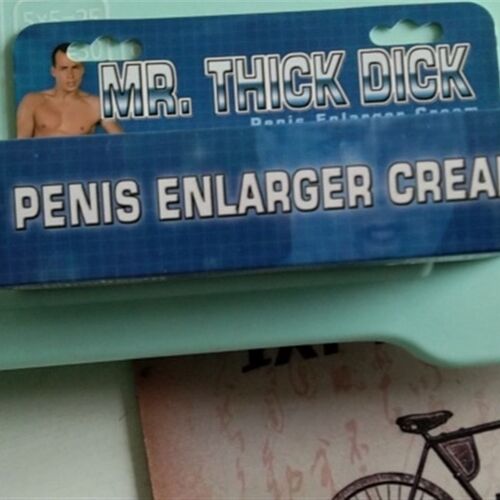 MR. THICK DICK
Penis Enlarger Cream
PENIS ENLARGER CREA